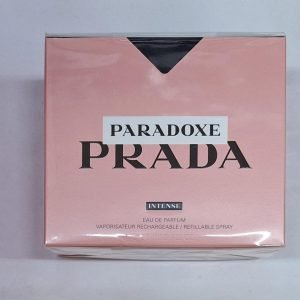 PARADOXE
PRADA
INTENSE
EAU DE PARFUM
VAPORISATEUR RECHARGEABLE / REFILLABLE SPRAY